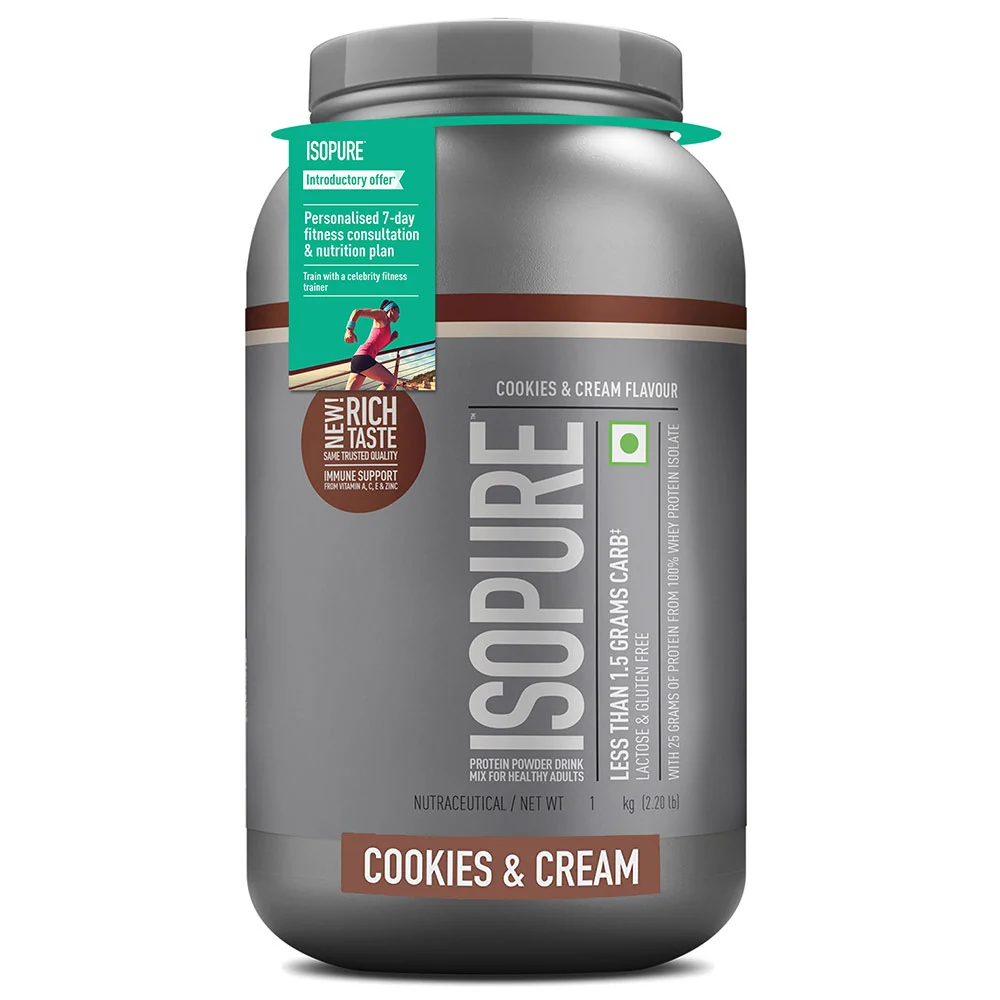 ISOPURE™
Introductory offer*
Personalised 7-day
fitness consultation
& nutrition plan
Train with a celebrity fitness
trainer
NEW! RICH
TASTE
SAME TRUSTED QUALITY
IMMUNE SUPPORT
FROM VITAMIN A, C, E & ZINC
COOKIES & CREAM FLAVOUR
ISOPURE™
PROTEIN POWDER DRINK
MIX FOR HEALTHY ADULTS
LESS THAN 1.5 GRAMS CARB‡
LACTOSE & GLUTEN FREE
WITH 25 GRAMS OF PROTEIN FROM 100% WHEY PROTEIN ISOLATE
NUTRACEUTICAL / NET WT 1 kg (2.20 lb)
COOKIES & CREAM